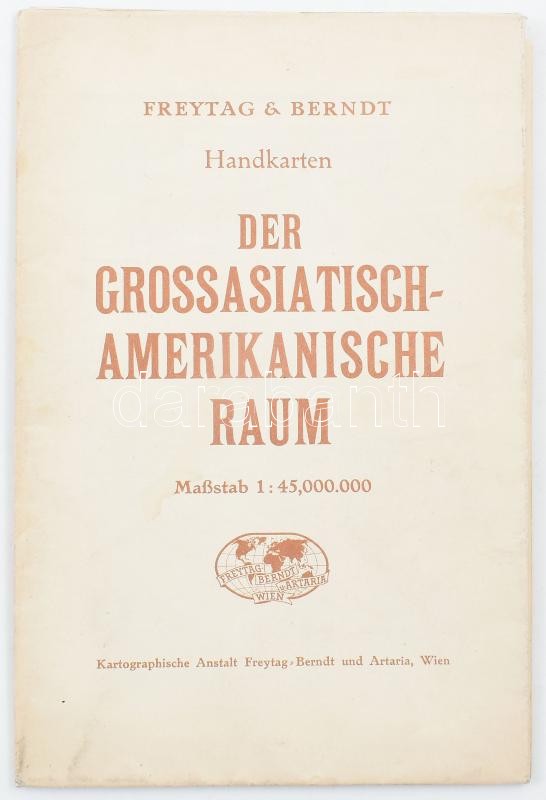 FREYTAG & BERNDT
Handkarten
DER
GROSSASIATISCH-
AMERIKANISCHE
RAUM
darabanth
Maßstab 1:45,000.000
FREYTAG-
BERNDT
u. ARTARIA
WIEN
Kartographische Anstalt Freytag-Berndt und Artaria, Wien